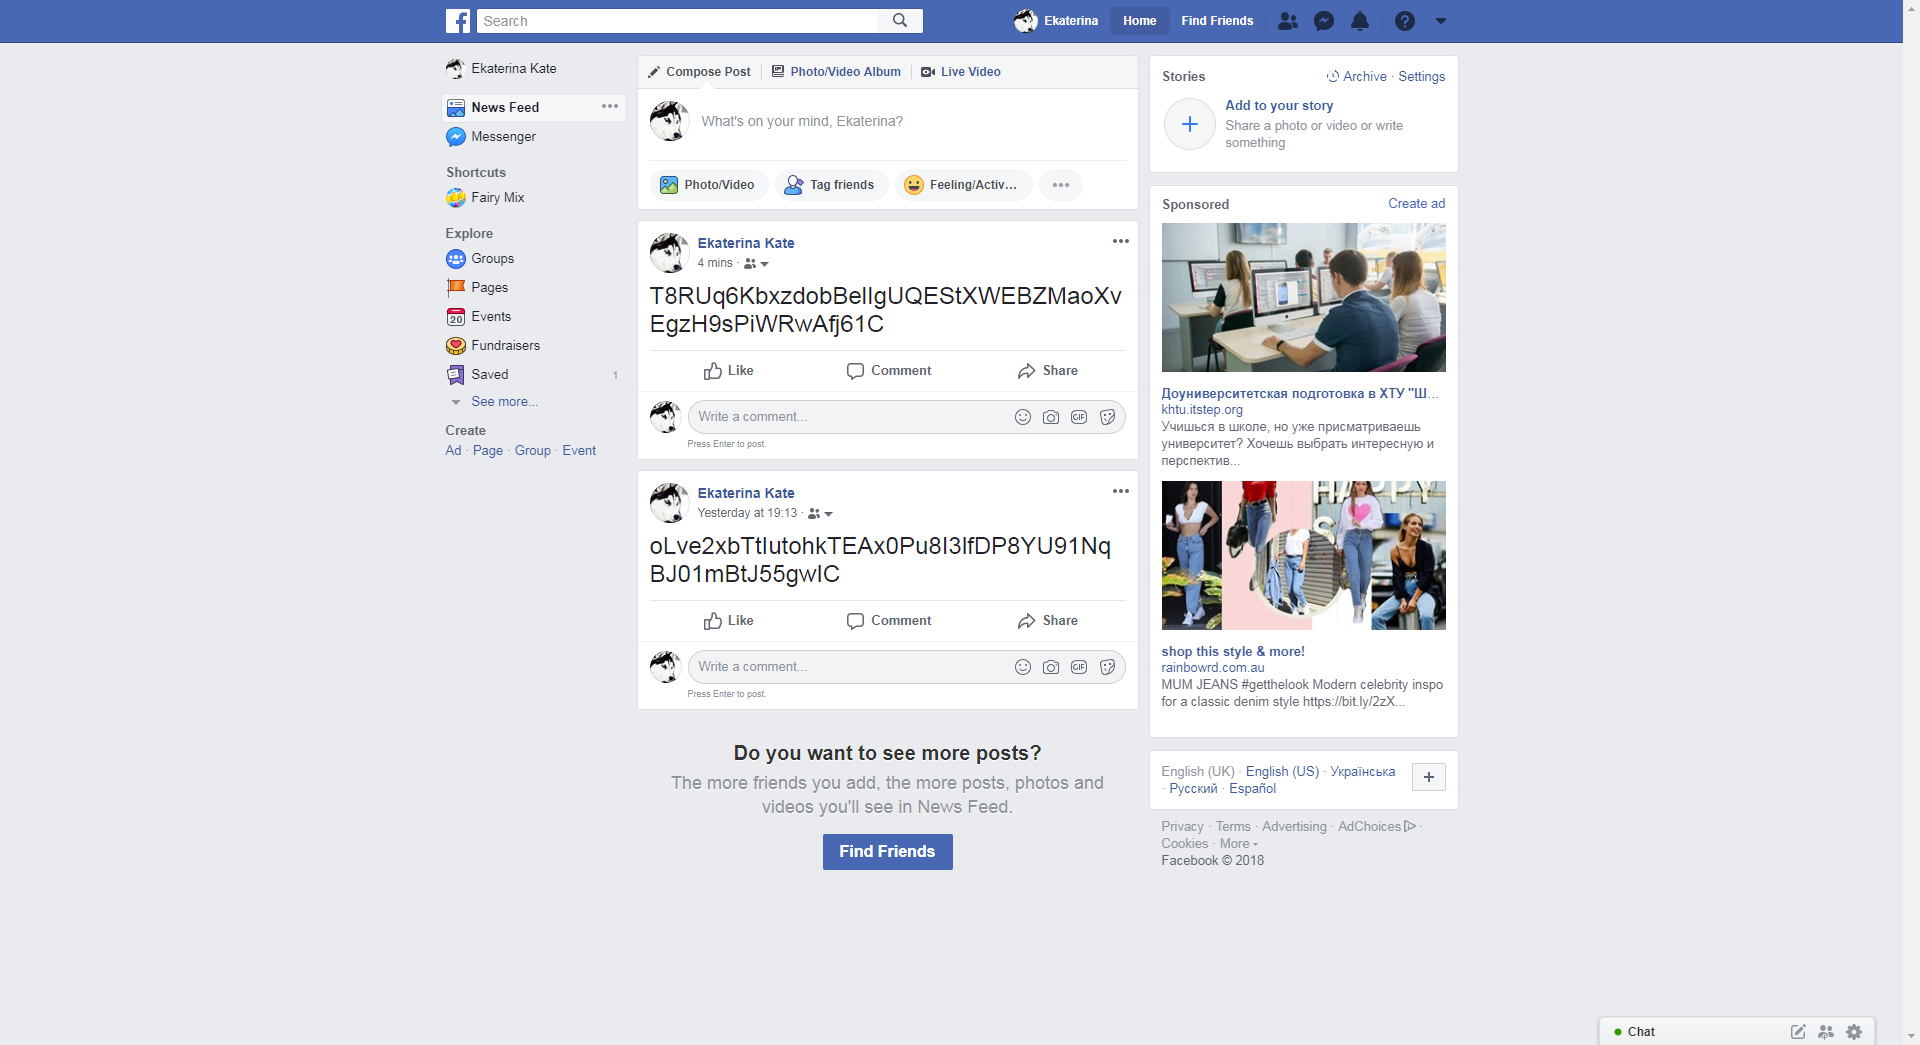 Search
Ekaterina
Home
Find Friends
Ekaterina Kate
News Feed
Messenger
Shortcuts
Fairy Mix
Explore
Groups
Pages
20
Events
Fundraisers
Saved
1
See more...
Create
Ad · Page · Group · Event
Compose Post
Photo/Video Album
Live Video
What's on your mind, Ekaterina?
Photo/Video
Tag friends
Feeling/Activ...
Ekaterina Kate
4 mins ·
T8RUq6KbxzdobBelIgUQEStXWEBZMaoXv
EgzH9sPiWRwAfj61C
Like
Comment
Share
Write a comment...
GIF
Press Enter to post.
Ekaterina Kate
Yesterday at 19:13 ·
oLve2xbTtIutohkTEAx0Pu8I3lfDP8YU91Nq
BJ01mBtJ55gwIC
Like
Comment
Share
Write a comment...
GIF
Press Enter to post.
Do you want to see more posts?
The more friends you add, the more posts, photos and
videos you'll see in News Feed.
Find Friends
Stories
Archive · Settings
Add to your story
Share a photo or video or write
something
Sponsored
Create ad
Доуниверситетская подготовка в ХТУ "Ш...
khtu.itstep.org
Учишься в школе, но уже присматриваешь
университет? Хочешь выбрать интересную и
перспектив...
HAPPY
shop this style & more!
rainbowrd.com.au
MUM JEANS #getthelook Modern celebrity inspo
for a classic denim style https://bit.ly/2zX...
English (UK) · English (US) · Українська
· Русский · Español
Privacy · Terms · Advertising · AdChoices ·
Cookies · More
Facebook © 2018
Chat